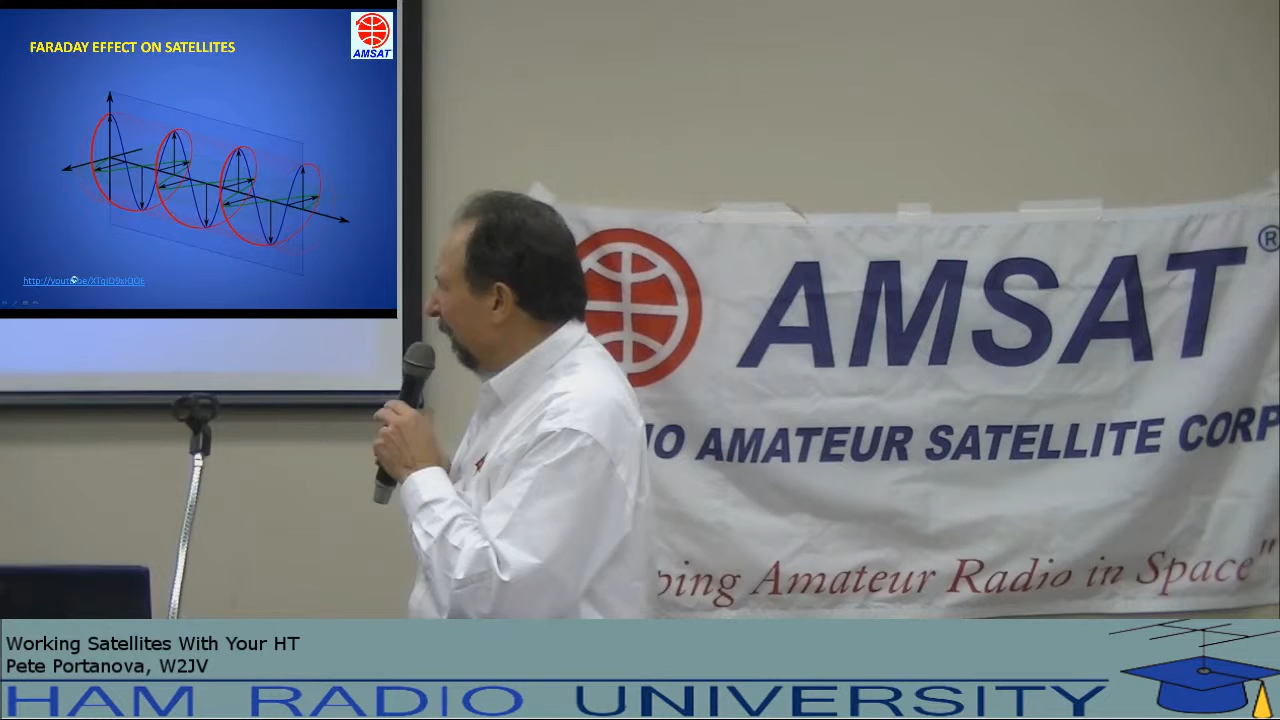 FARADAY EFFECT ON SATELLITES
AMSAT
AMSAT®
IO AMATEUR SATELLITE CORP
ping Amateur Radio in Space"
Working Satellites With Your HT
Pete Portanova, W2JV
HAM RADIO UNIVERSITY